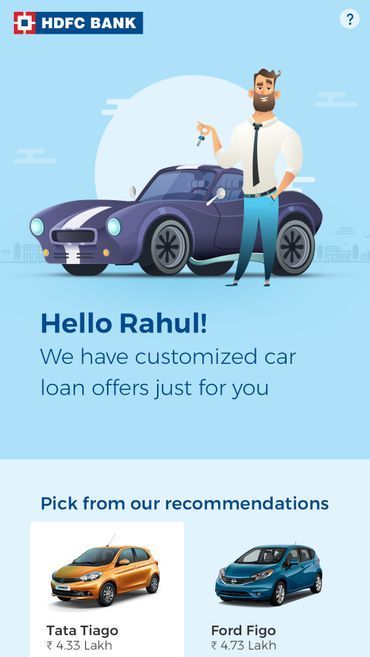 HDFC BANK
?
Hello Rahul!
We have customized car
loan offers just for you
Pick from our recommendations
Tata Tiago
₹ 4.33 Lakh
Ford Figo
₹ 4.73 Lakh